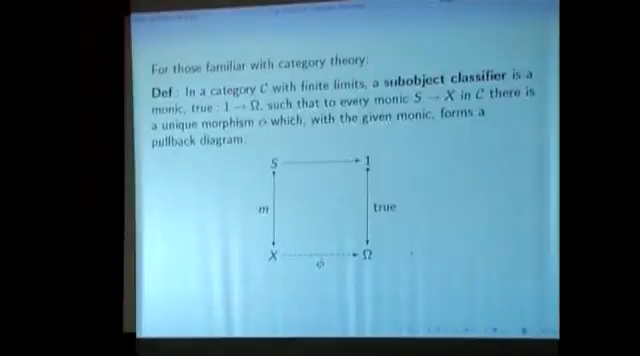 For those familiar with category theory:
Def: In a category C with finite limits, a subobject classifier is a
monic, true : 1 → Ω, such that to every monic S → X in C there is
a unique morphism ϕ which, with the given monic, forms a
pullback diagram:
S 1
m true
X Ω
ϕ